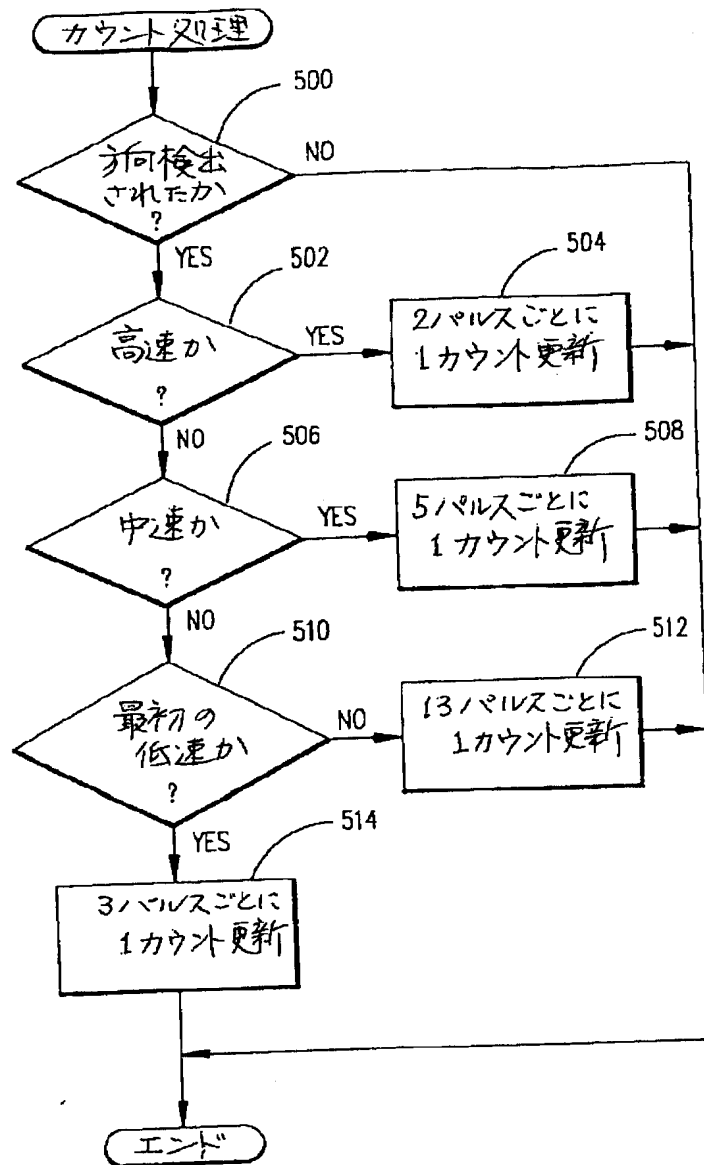 カウント処理
500
方向検出
されたか
?
NO
YES
502
高速か
?
YES
504
2パルスごとに
1カウント更新
NO
506
中速か
?
YES
508
5パルスごとに
1カウント更新
NO
510
最初の
低速か
?
NO
512
13パルスごとに
1カウント更新
YES
514
3パルスごとに
1カウント更新
エンド